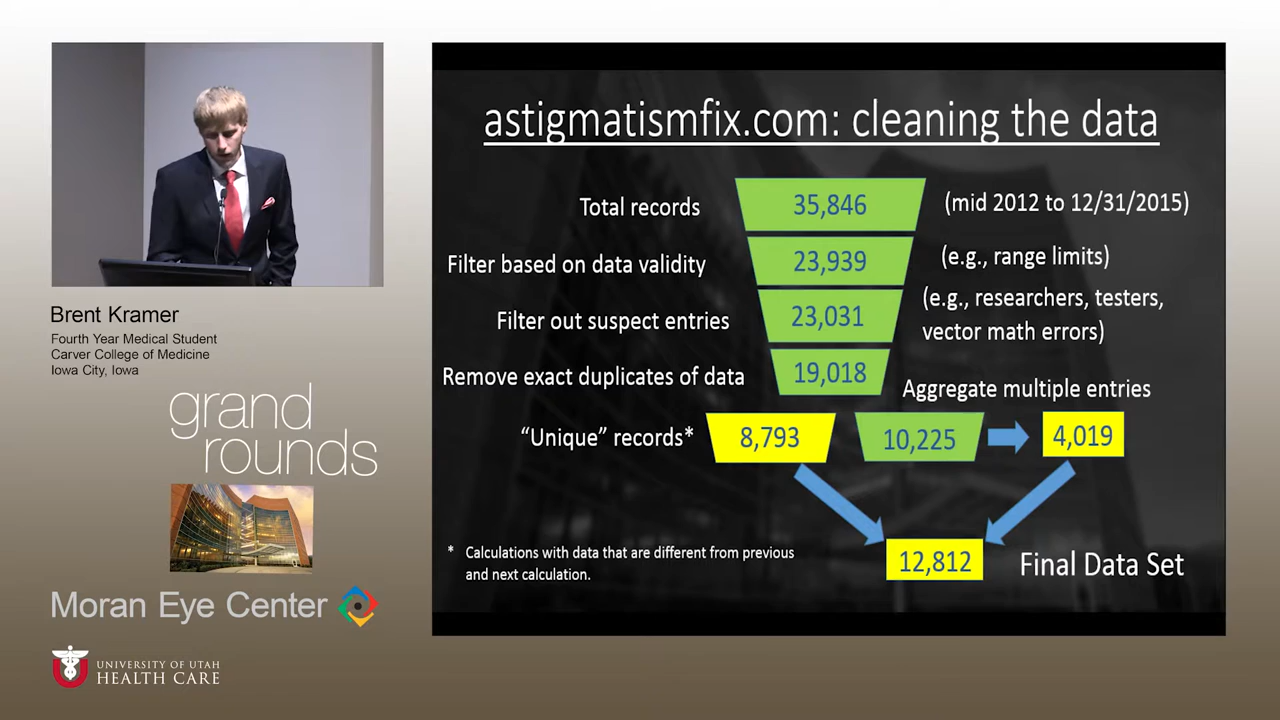 astigmatismfix.com: cleaning the data
Total records
35,846
(mid 2012 to 12/31/2015)
Filter based on data validity
23,939
(e.g., range limits)
Filter out suspect entries
23,031
(e.g., researchers, testers,
vector math errors)
Remove exact duplicates of data
19,018
Aggregate multiple entries
“Unique” records*
8,793
10,225
4,019
* Calculations with data that are different from previous
and next calculation.
12,812
Final Data Set
Brent Kramer
Fourth Year Medical Student
Carver College of Medicine
Iowa City, Iowa
grand
rounds
Moran Eye Center
UNIVERSITY OF UTAH
HEALTH CARE